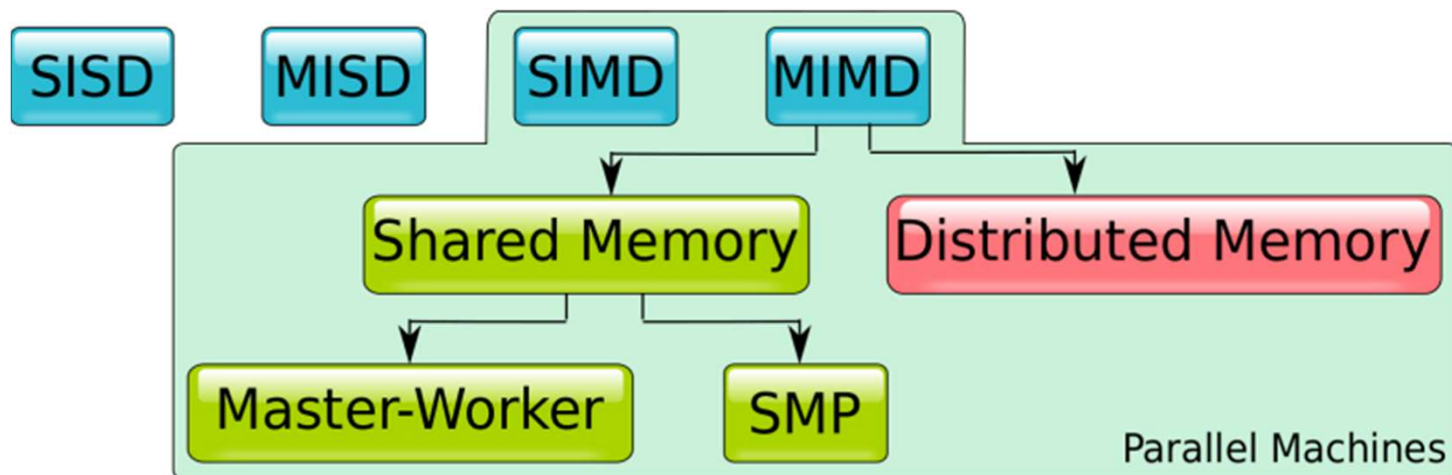 SISD
MISD
SIMD
MIMD
Shared Memory
Distributed Memory
Master-Worker
SMP
Parallel Machines